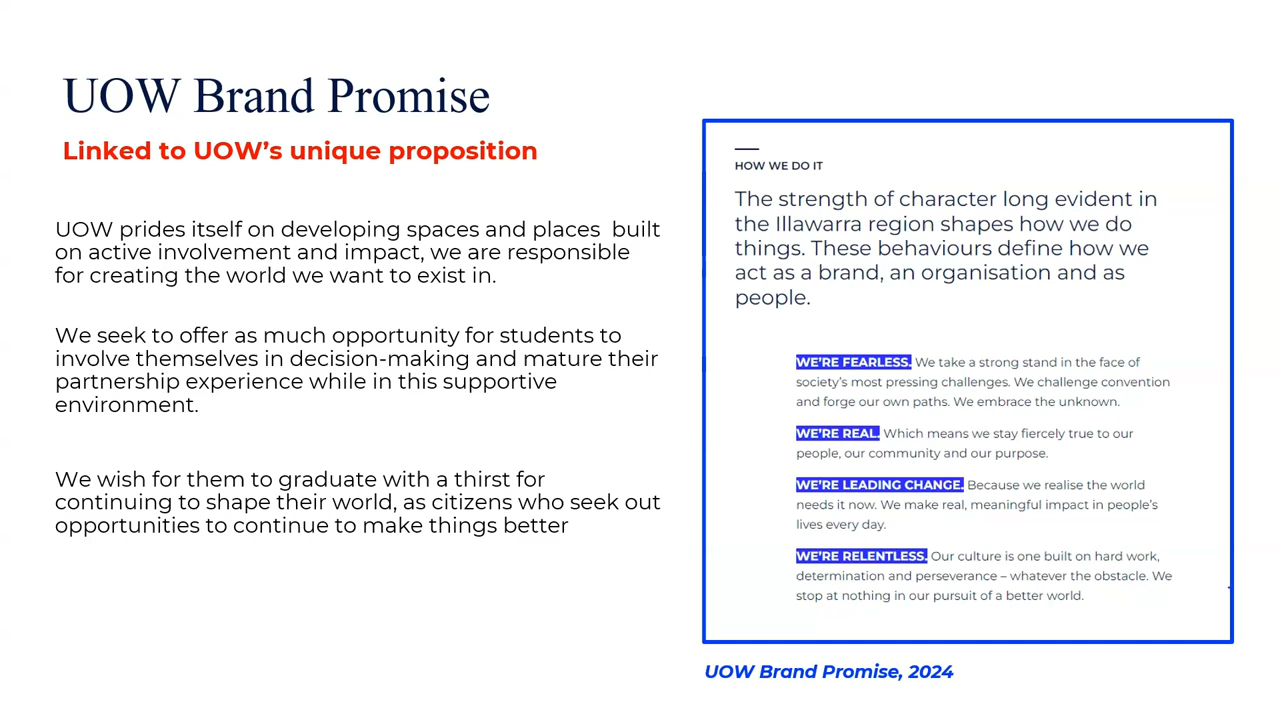 UOW Brand Promise
Linked to UOW's unique proposition
UOW prides itself on developing spaces and places  built
on active involvement and impact, we are responsible
for creating the world we want to exist in.
We seek to offer as much opportunity for students to
involve themselves in decision-making and mature their
partnership experience while in this supportive
environment.
We wish for them to graduate with a thirst for
continuing to shape their world, as citizens who seek out
opportunities to continue to make things better
HOW WE DO IT
The strength of character long evident in
the Illawarra region shapes how we do
things. These behaviours define how we
act as a brand, an organisation and as
people.
WE'RE FEARLESS. We take a strong stand in the face of
society's most pressing challenges. We challenge convention
and forge our own paths. We embrace the unknown.
WE'RE REAL. Which means we stay fiercely true to our
people, our community and our purpose.
WE'RE LEADING CHANGE. Because we realise the world
needs it now. We make real, meaningful impact in people's
lives every day.
WE'RE RELENTLESS. Our culture is one built on hard work,
determination and perseverance – whatever the obstacle. We
stop at nothing in our pursuit of a better world.
UOW Brand Promise, 2024